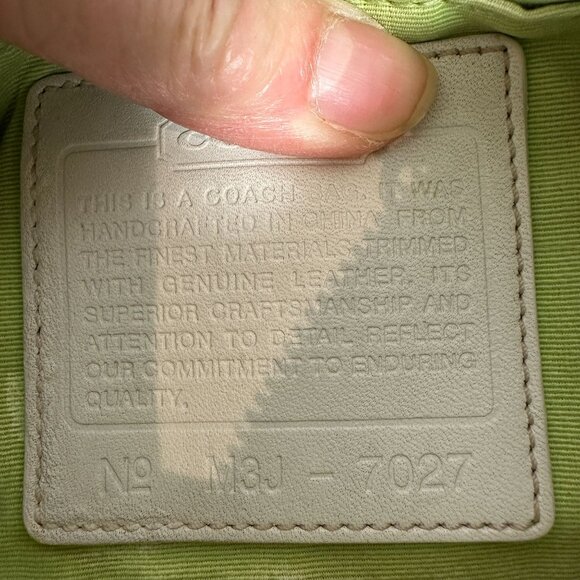 THIS IS A COACH BAG. IT WAS
HANDCRAFTED IN CHINA FROM
THE FINEST MATERIALS, TRIMMED
WITH GENUINE LEATHER. ITS
SUPERIOR CRAFTSMANSHIP AND
ATTENTION TO DETAIL REFLECT
OUR COMMITMENT TO ENDURING
QUALITY.
Nº M3J - 7027